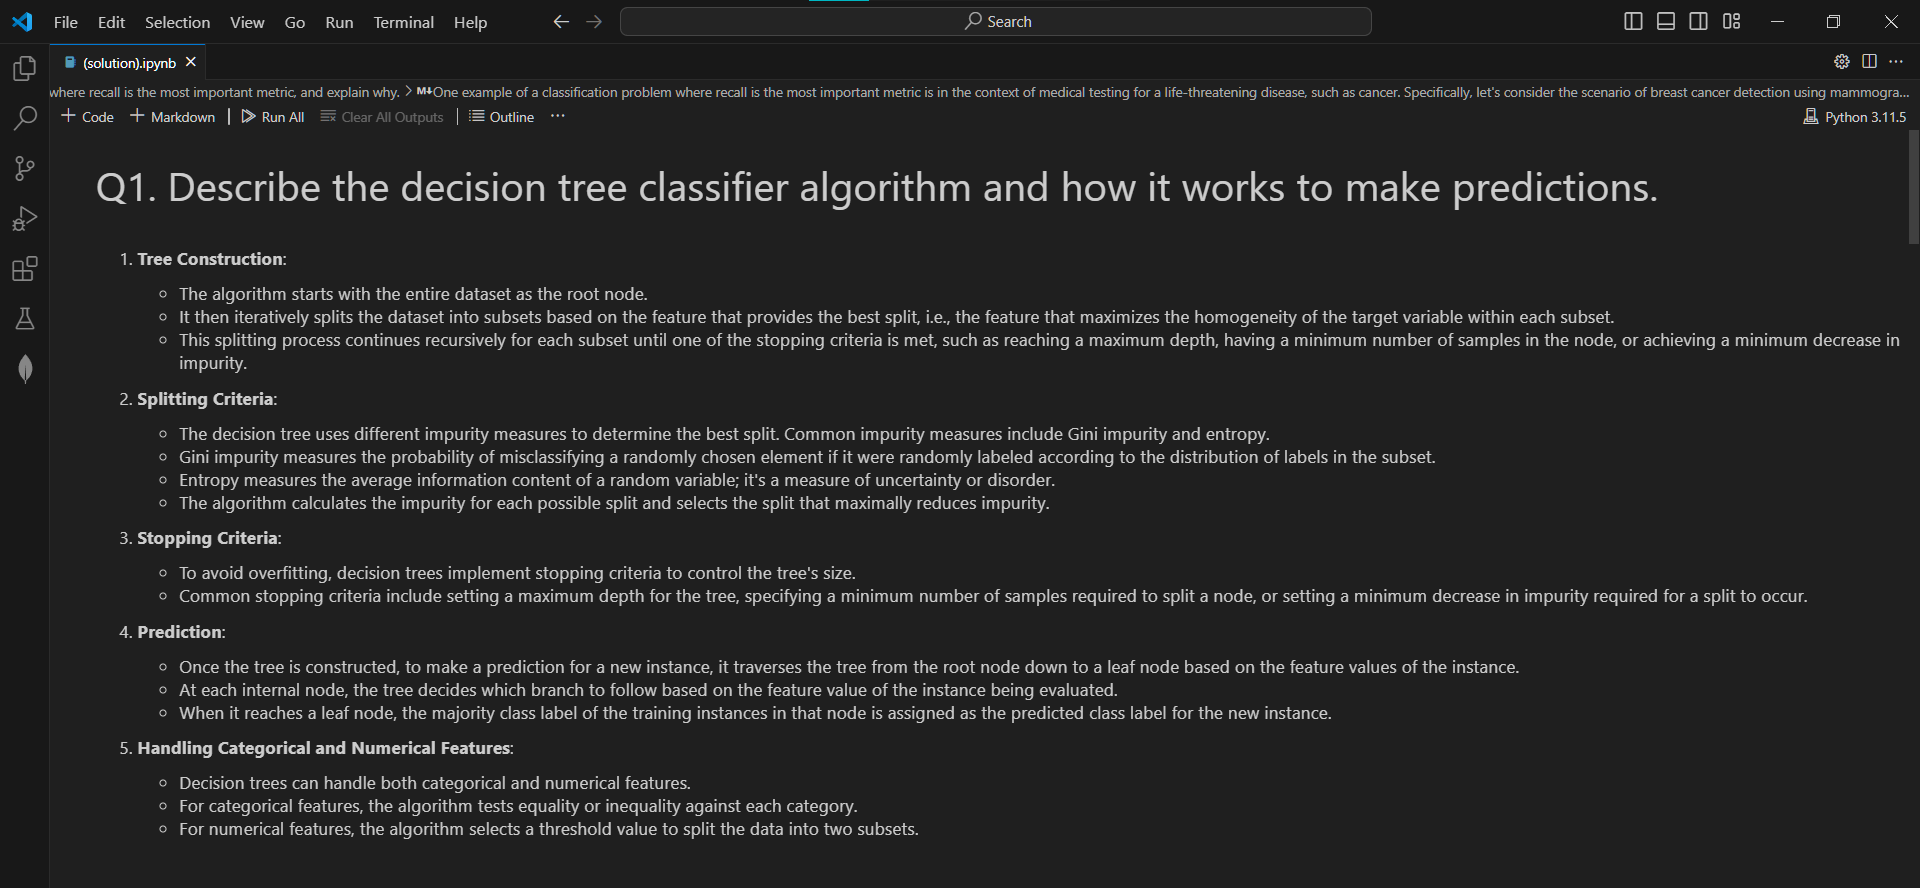 File Edit Selection View Go Run Terminal Help Search
(solution).ipynb
where recall is the most important metric, and explain why. > M↓One example of a classification problem where recall is the most important metric is in the context of medical testing for a life-threatening disease, such as cancer. Specifically, let's consider the scenario of breast cancer detection using mammogra...
+ Code + Markdown | Run All Clear All Outputs | Outline ... Python 3.11.5
Q1. Describe the decision tree classifier algorithm and how it works to make predictions.
1. Tree Construction:
The algorithm starts with the entire dataset as the root node.
It then iteratively splits the dataset into subsets based on the feature that provides the best split, i.e., the feature that maximizes the homogeneity of the target variable within each subset.
This splitting process continues recursively for each subset until one of the stopping criteria is met, such as reaching a maximum depth, having a minimum number of samples in the node, or achieving a minimum decrease in
impurity.
2. Splitting Criteria:
The decision tree uses different impurity measures to determine the best split. Common impurity measures include Gini impurity and entropy.
Gini impurity measures the probability of misclassifying a randomly chosen element if it were randomly labeled according to the distribution of labels in the subset.
Entropy measures the average information content of a random variable; it's a measure of uncertainty or disorder.
The algorithm calculates the impurity for each possible split and selects the split that maximally reduces impurity.
3. Stopping Criteria:
To avoid overfitting, decision trees implement stopping criteria to control the tree's size.
Common stopping criteria include setting a maximum depth for the tree, specifying a minimum number of samples required to split a node, or setting a minimum decrease in impurity required for a split to occur.
4. Prediction:
Once the tree is constructed, to make a prediction for a new instance, it traverses the tree from the root node down to a leaf node based on the feature values of the instance.
At each internal node, the tree decides which branch to follow based on the feature value of the instance being evaluated.
When it reaches a leaf node, the majority class label of the training instances in that node is assigned as the predicted class label for the new instance.
5. Handling Categorical and Numerical Features:
Decision trees can handle both categorical and numerical features.
For categorical features, the algorithm tests equality or inequality against each category.
For numerical features, the algorithm selects a threshold value to split the data into two subsets.